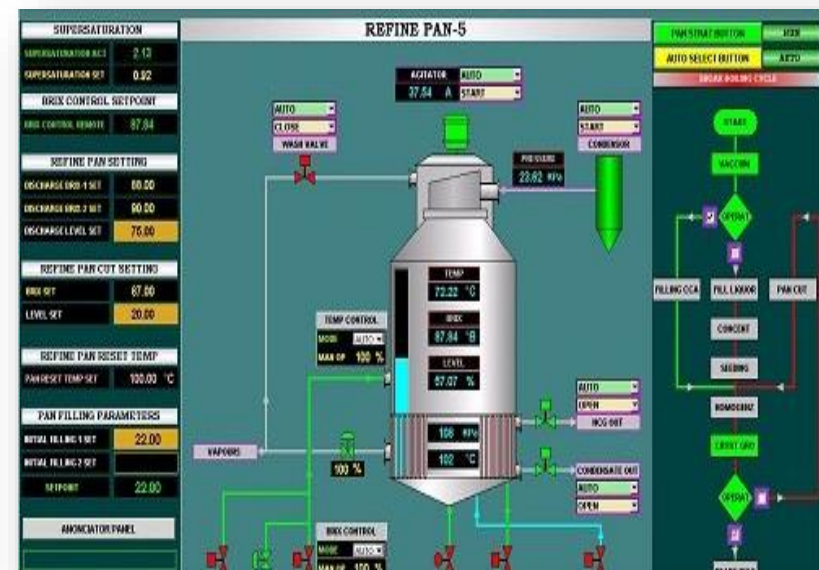 SUPERSATURATION
SUPERSATURATION ACT 2.13
SUPERSATURATION SET 0.92
BRIX CONTROL SETPOINT
BRIX CONTROL REMOTE 87.84
REFINE PAN SETTING
DISCHARGE BRIX-1 SET 88.00
DISCHARGE BRIX-2 SET 90.00
DISCHARGE LEVEL SET 75.00
REFINE PAN CUT SETTING
BRIX SET 87.00
LEVEL SET 20.00
REFINE PAN RESET TEMP
PAN RESET TEMP SET 100.00 °C
PAN FILLING PARAMETERS
INITIAL FILLING 1 SET 22.00
INITIAL FILLING 2 SET
SETPOINT 22.00
ANONCIATOR PANEL
REFINE PAN-5
AGITATOR AUTO
37.54 A START
AUTO
CLOSE
WASH VALVE
AUTO
START
CONDENSOR
PRESSURE
23.62 KPa
TEMP
72.22 °C
BRIX
87.84 °B
LEVEL
57.07 %
TEMP CONTROL
MODE AUTO
MAN OP 100 %
108 KPa
102 °C
VAPOURS
100 %
AUTO
OPEN
NCG OUT
CONDENSATE OUT
AUTO
OPEN
BRIX CONTROL
MODE AUTO
MAN OP 100 %
PAN STRAT BUTTON RUN
AUTO SELECT BUTTON AUTO
SUGAR BOILING CYCLE
START
VACCUM
OPERAT
FILLING CCA FILL LIQUOR PAN CUT
CONCENT
SEEDING
HOMOGENZ
CRYST GRO
OPERAT